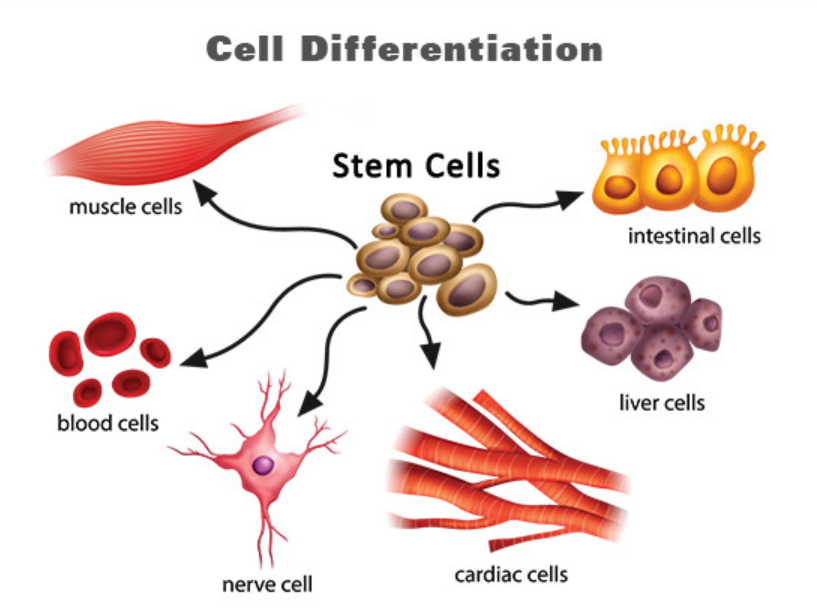 Cell Differentiation
Stem Cells
muscle cells
intestinal cells
blood cells
liver cells
nerve cell
cardiac cells